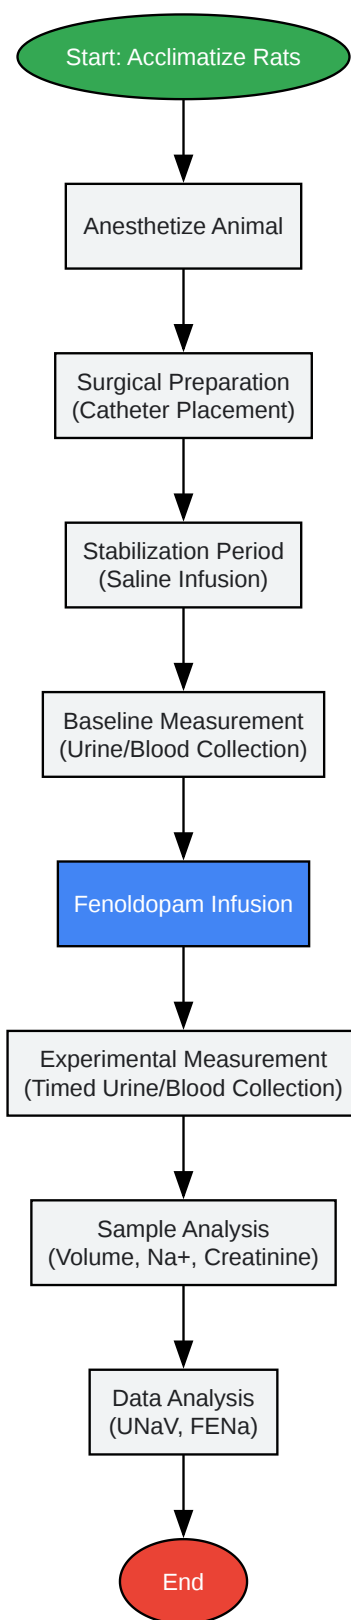 Start: Acclimatize Rats
Anesthetize Animal
Surgical Preparation
(Catheter Placement)
Stabilization Period
(Saline Infusion)
Baseline Measurement
(Urine/Blood Collection)
Fenoldopam Infusion
Experimental Measurement
(Timed Urine/Blood Collection)
Sample Analysis
(Volume, Na+, Creatinine)
Data Analysis
(UNaV, FENa)
End